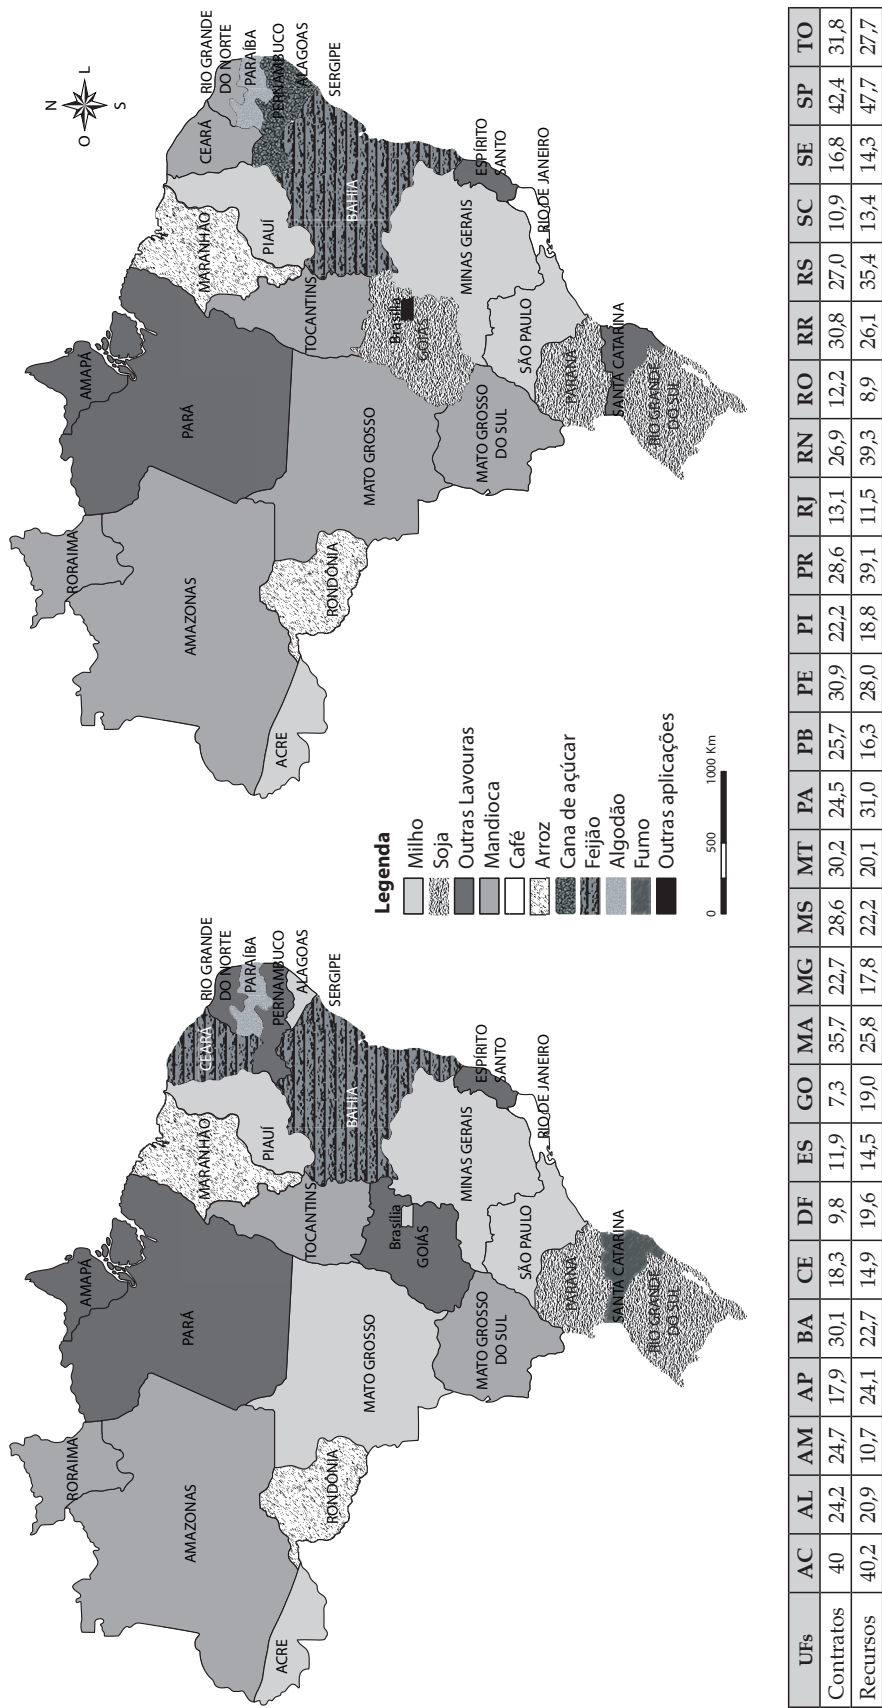 RORAIMA
AMAPÁ
AMAZONAS
PARÁ
MARANHÃO
CEARÁ
RIO GRANDE
DO NORTE
PARAÍBA
PERNAMBUCO
ALAGOAS
SERGIPE
PIAUÍ
ACRE
RONDÔNIA
TOCANTINS
BAHIA
MATO GROSSO
Brasília
GOIÁS
MINAS GERAIS
ESPÍRITO
SANTO
MATO GROSSO
DO SUL
SÃO PAULO
RIO DE JANEIRO
PARANÁ
SANTA CATARINA
RIO GRANDE
DO SUL
N
O L
S
RORAIMA
AMAPÁ
AMAZONAS
PARÁ
MARANHÃO
CEARÁ
RIO GRANDE
DO NORTE
PARAÍBA
PERNAMBUCO
ALAGOAS
SERGIPE
PIAUÍ
ACRE
RONDÔNIA
TOCANTINS
BAHIA
MATO GROSSO
Brasília
GOIÁS
MINAS GERAIS
ESPÍRITO
SANTO
MATO GROSSO
DO SUL
SÃO PAULO
RIO DE JANEIRO
PARANÁ
SANTA CATARINA
RIO GRANDE
DO SUL
Legenda
Milho
Soja
Outras Lavouras
Mandioca
Café
Arroz
Cana de açúcar
Feijão
Algodão
Fumo
Outras aplicações
0 500 1000 Km
UFs AC AL AM AP BA CE DF ES GO MA MG MS MT PA PB PE PI PR RJ RN RO RR RS SC SE SP TO
Contratos 40 24,2 24,7 17,9 30,1 18,3 9,8 11,9 7,3 35,7 22,7 28,6 30,2 24,5 25,7 30,9 22,2 28,6 13,1 26,9 12,2 30,8 27,0 10,9 16,8 42,4 31,8
Recursos 40,2 20,9 10,7 24,1 22,7 14,9 19,6 14,5 19,0 25,8 17,8 22,2 20,1 31,0 16,3 28,0 18,8 39,1 11,5 39,3 8,9 26,1 35,4 13,4 14,3 47,7 27,7